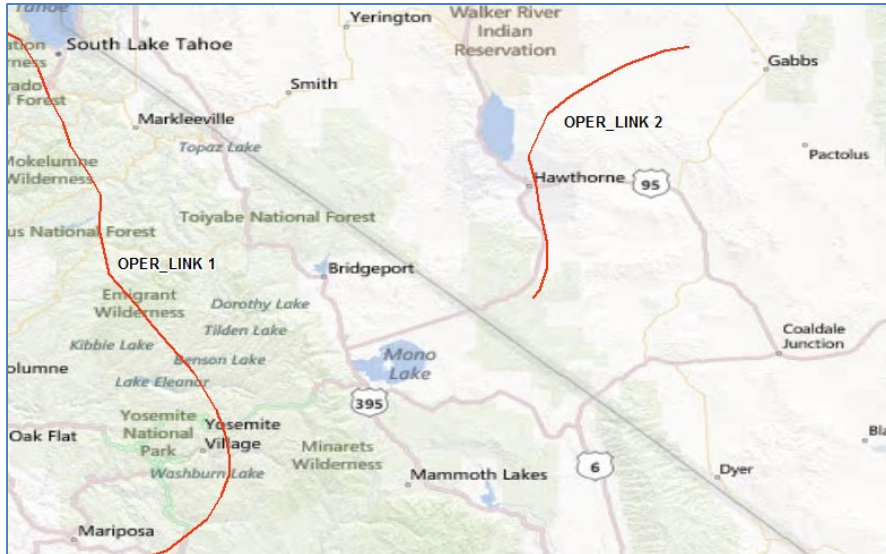 Tahoe
South Lake Tahoe
Yerington
Walker River
Indian
Reservation
Gabbs
Smith
Markleeville
Topaz Lake
OPER_LINK 2
Pactolus
Mokelumne
Wilderness
Hawthorne
95
Toiyabe National Forest
us National Forest
OPER_LINK 1
Bridgeport
Emigrant
Wilderness
Dorothy Lake
Tilden Lake
Kibbie Lake
Benson Lake
Mono
Lake
Coaldale
Junction
olumne
Lake Eleanor
395
Yosemite
National
Park
Yosemite
Village
Oak Flat
Minarets
Wilderness
Bla
Washburn Lake
Mammoth Lakes
6
Dyer
Mariposa